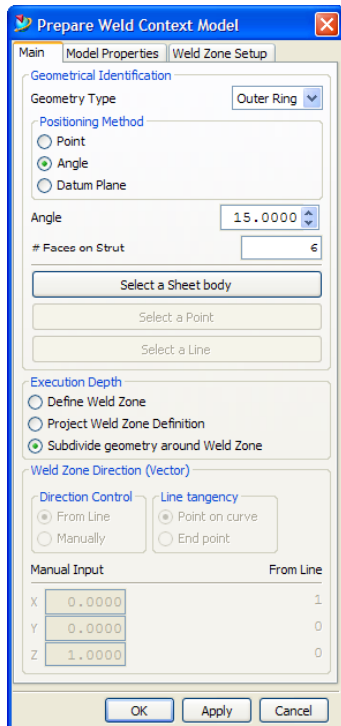 Prepare Weld Context Model
Main Model Properties Weld Zone Setup
Geometrical Identification
Geometry Type Outer Ring
Positioning Method
Point
Angle
Datum Plane
Angle 15.0000
# Faces on Strut 6
Select a Sheet body
Select a Point
Select a Line
Execution Depth
Define Weld Zone
Project Weld Zone Definition
Subdivide geometry around Weld Zone
Weld Zone Direction (Vector)
Direction Control Line tangency
From Line Point on curve
Manually End point
Manual Input From Line
X 0.0000 1
Y 0.0000 0
Z 1.0000 0
OK Apply Cancel